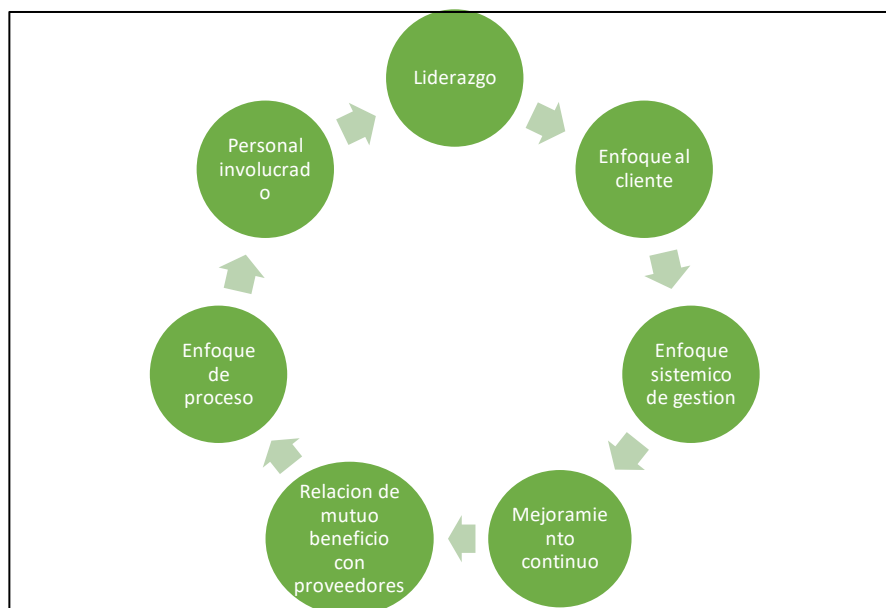 Liderazgo
Enfoque al
cliente
Enfoque
sistemico
de gestion
Mejoramie
nto
continuo
Relacion de
mutuo
beneficio
con
proveedores
Enfoque
de
proceso
Personal
involucrad
o